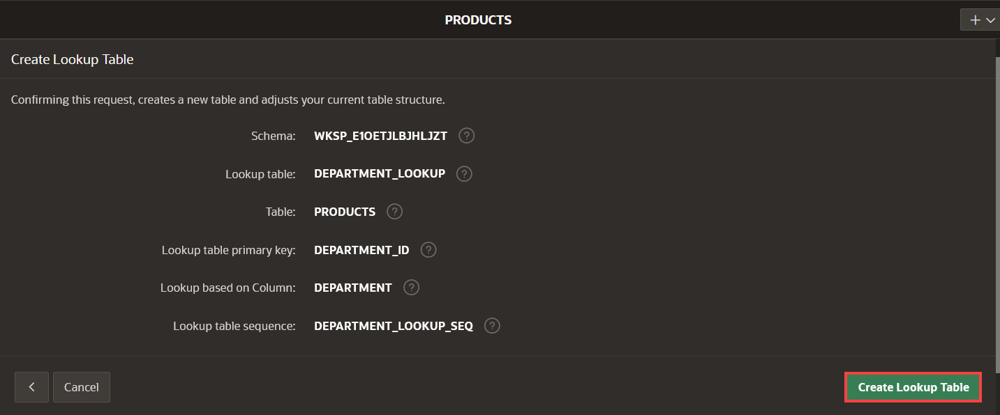 PRODUCTS
Create Lookup Table
Confirming this request, creates a new table and adjusts your current table structure.
Schema: WKSP_E1OETJLBJHLJZT ?
Lookup table: DEPARTMENT_LOOKUP ?
Table: PRODUCTS ?
Lookup table primary key: DEPARTMENT_ID ?
Lookup based on Column: DEPARTMENT ?
Lookup table sequence: DEPARTMENT_LOOKUP_SEQ ?
Cancel Create Lookup Table